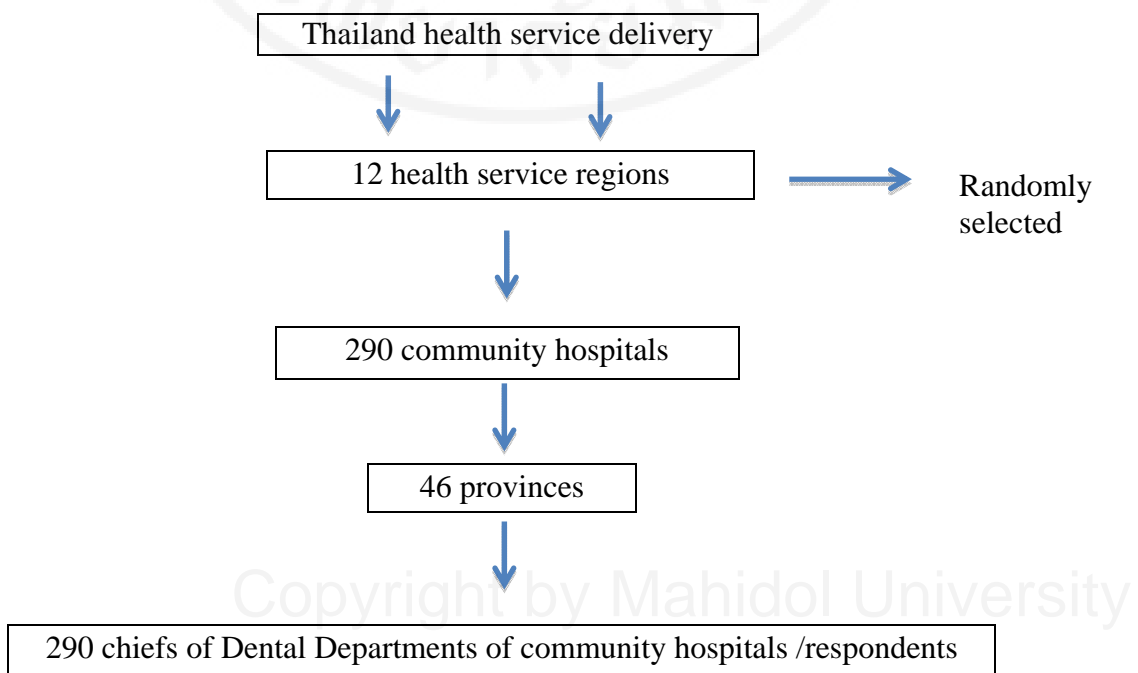 Thailand health service delivery
12 health service regions
Randomly
selected
290 community hospitals
46 provinces
Copyright by Mahidol University
290 chiefs of Dental Departments of community hospitals /respondents